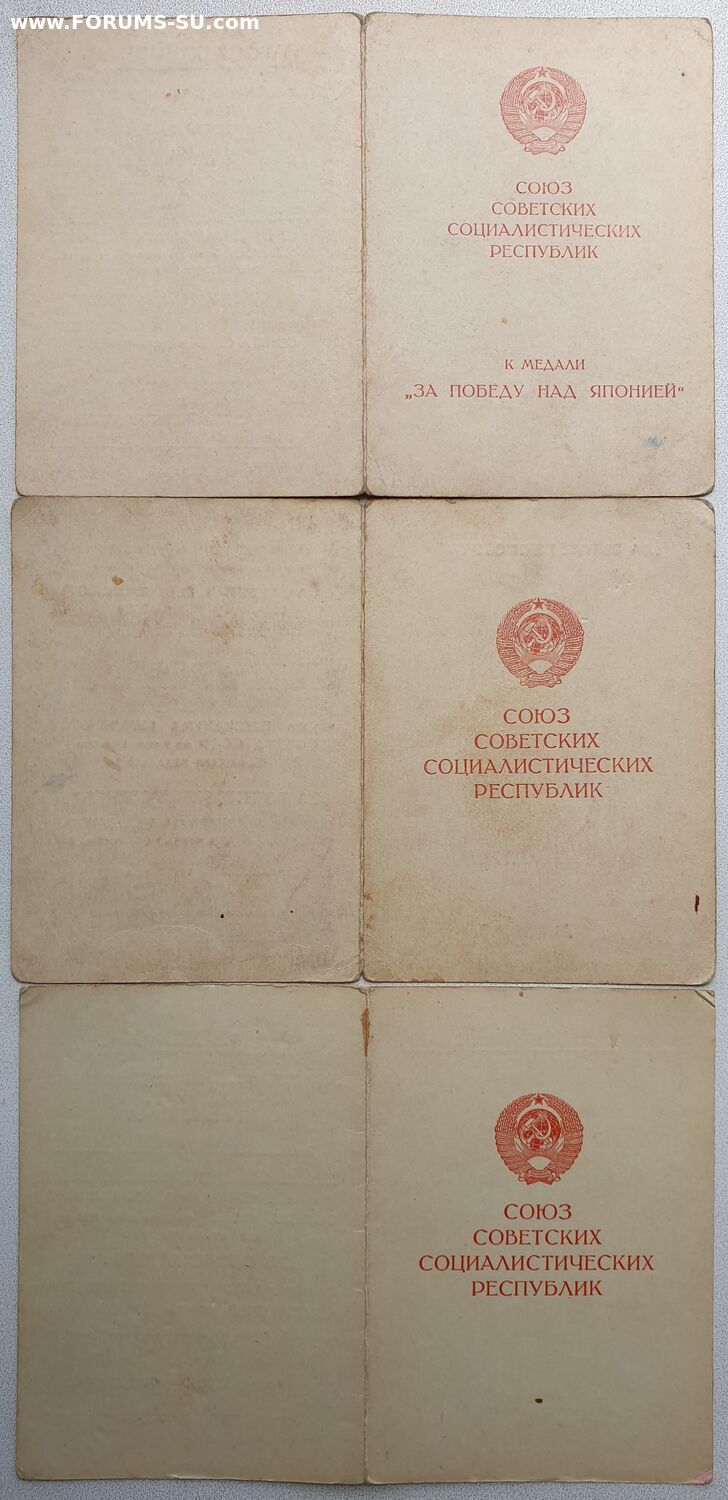 www.FORUMS-SU.com
СОЮЗ
СОВЕТСКИХ
СОЦИАЛИСТИЧЕСКИХ
РЕСПУБЛИК
К МЕДАЛИ
„ЗА ПОБЕДУ НАД ЯПОНИЕЙ“
СОЮЗ
СОВЕТСКИХ
СОЦИАЛИСТИЧЕСКИХ
РЕСПУБЛИК
СОЮЗ
СОВЕТСКИХ
СОЦИАЛИСТИЧЕСКИХ
РЕСПУБЛИК